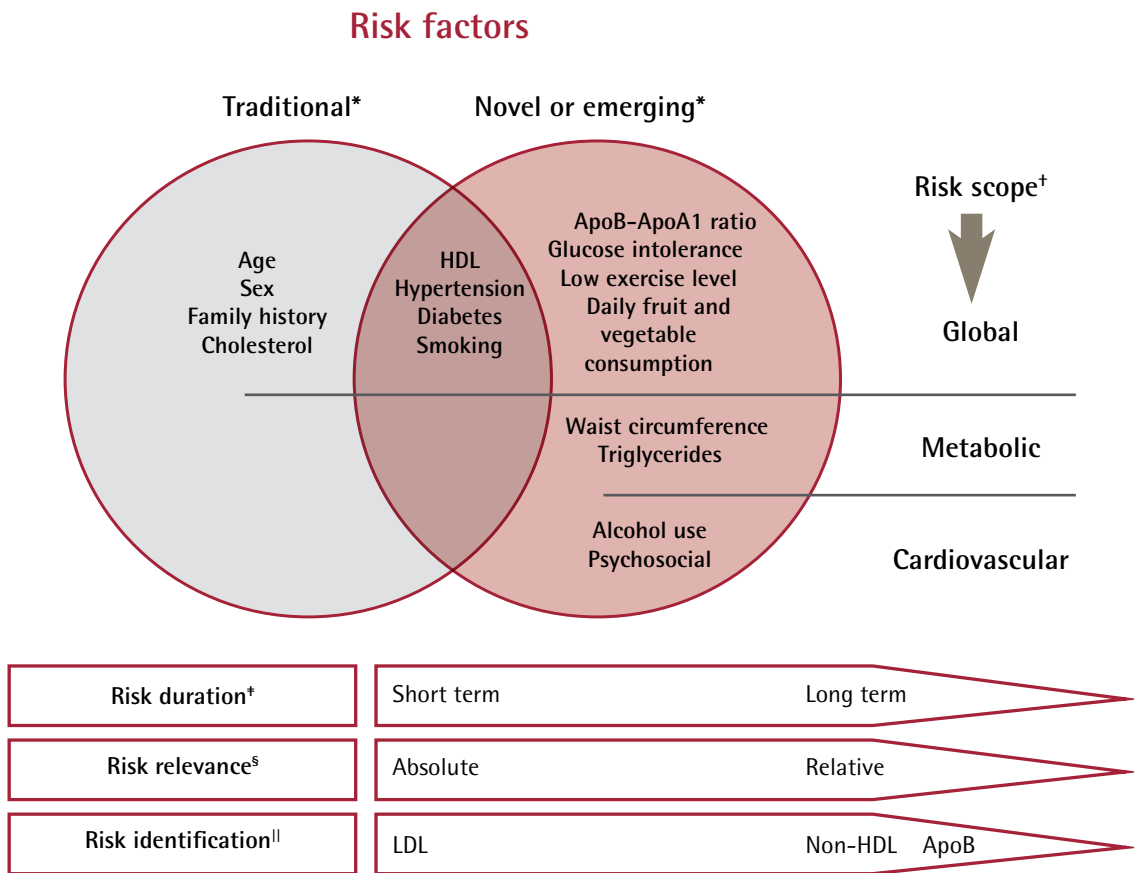 Risk factors
Traditional*
Novel or emerging*
Risk scope†
Age
Sex
Family history
Cholesterol
HDL
Hypertension
Diabetes
Smoking
ApoB-ApoA1 ratio
Glucose intolerance
Low exercise level
Daily fruit and
vegetable
consumption
Global
Waist circumference
Triglycerides
Metabolic
Alcohol use
Psychosocial
Cardiovascular
Risk duration‡
Short term
Long term
Risk relevance§
Absolute
Relative
Risk identification||
LDL
Non-HDL ApoB